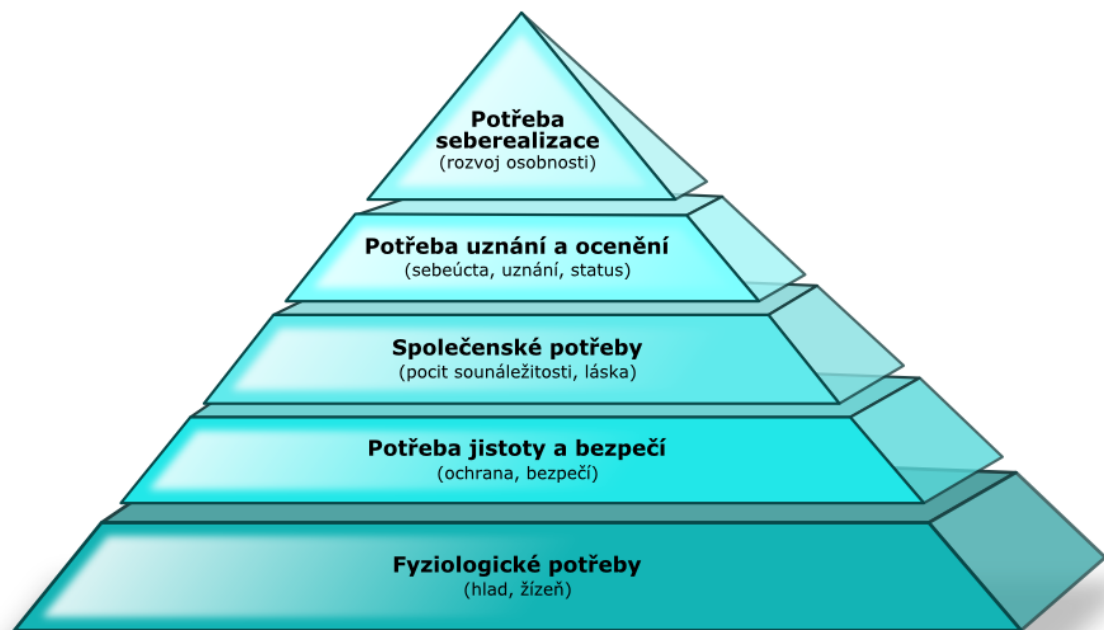 Potřeba
seberealizace
(rozvoj osobnosti)
Potřeba uznání a ocenění
(sebeúcta, uznání, status)
Společenské potřeby
(pocit sounáležitosti, láska)
Potřeba jistoty a bezpečí
(ochrana, bezpečí)
Fyziologické potřeby
(hlad, žízeň)